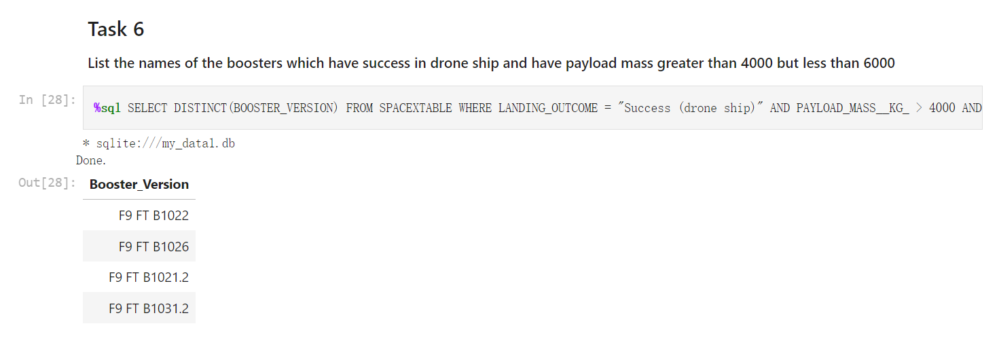 Task 6
List the names of the boosters which have success in drone ship and have payload mass greater than 4000 but less than 6000
In [28]:
%sql SELECT DISTINCT(BOOSTER_VERSION) FROM SPACEXTABLE WHERE LANDING_OUTCOME = "Success (drone ship)" AND PAYLOAD_MASS__KG_ > 4000 AND
* sqlite:///my_data1.db
Done.
Out[28]:
Booster_Version
F9 FT B1022
F9 FT B1026
F9 FT B1021.2
F9 FT B1031.2